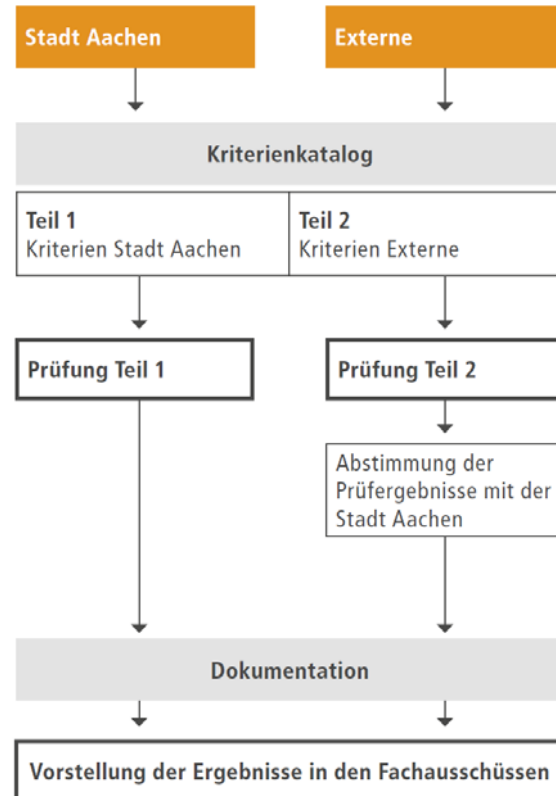 Stadt Aachen
Externe
Kriterienkatalog
Teil 1
Kriterien Stadt Aachen
Teil 2
Kriterien Externe
Prüfung Teil 1
Prüfung Teil 2
Abstimmung der
Prüfergebnisse mit der
Stadt Aachen
Dokumentation
Vorstellung der Ergebnisse in den Fachausschüssen